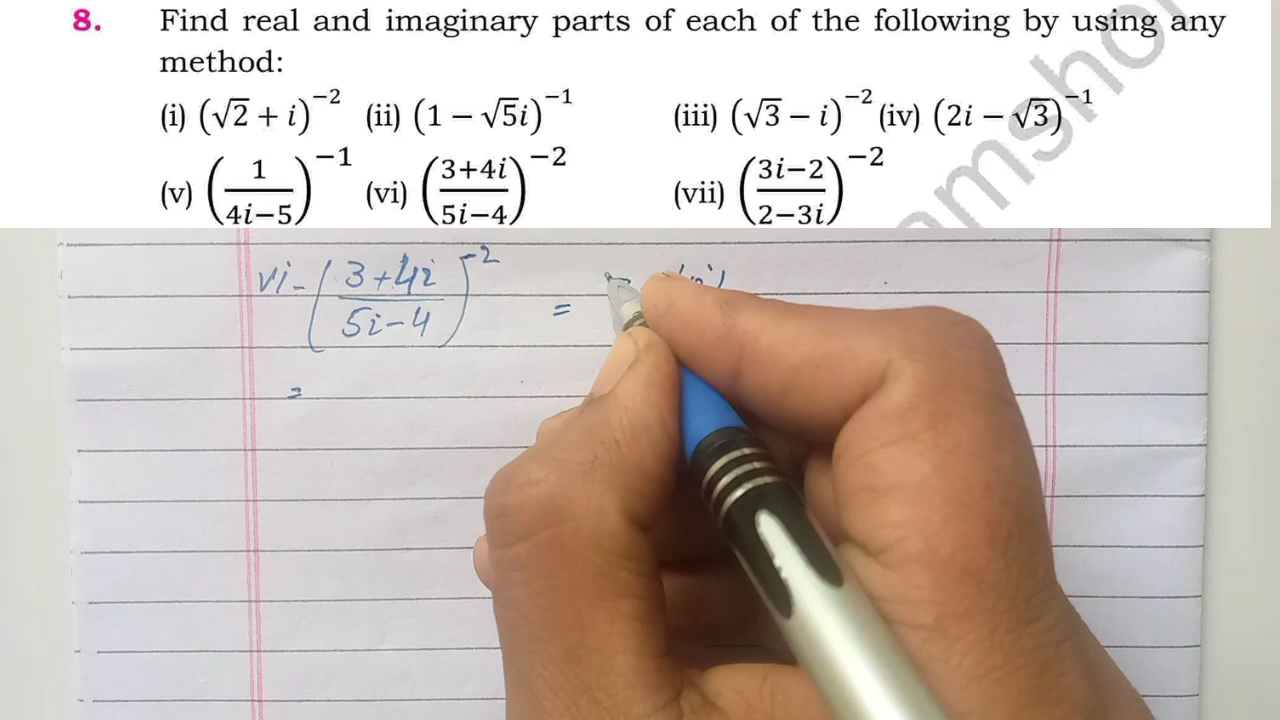 8. Find real and imaginary parts of each of the following by using any
method:
(i) (√2 + i)^−2 (ii) (1 − √5i)^−1 (iii) (√3 − i)^−2 (iv) (2i − √3)^−1
(v) (1/(4i−5))^−1 (vi) ((3+4i)/(5i−4))^−2 (vii) ((3i−2)/(2−3i))^−2
vi- ((3+4i)/(5i-4))^-2 =
=